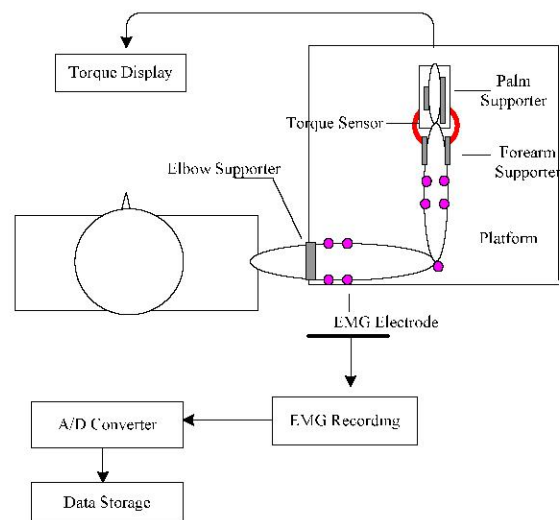 Torque Display
Palm
Supporter
Torque Sensor
Forearm
Supporter
Elbow Supporter
Platform
EMG Electrode
A/D Converter
EMG Recording
Data Storage